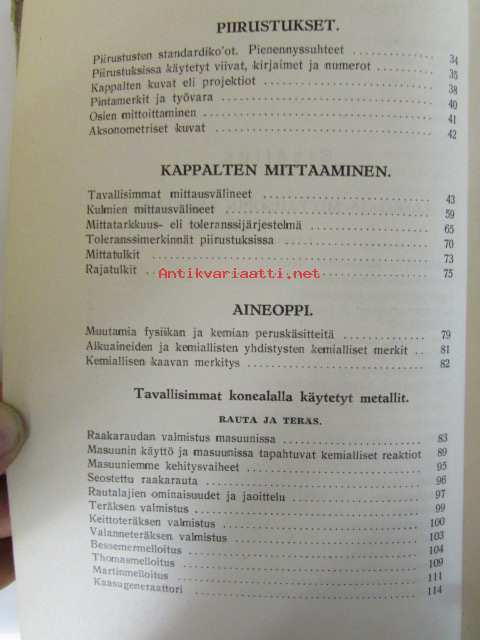 PIIRUSTUKSET.
Piirustusten standardiko'ot. Pienennyssuhteet 34
Piirustuksissa käytetyt viivat, kirjaimet ja numerot 35
Kappalten kuvat eli projektiot 38
Pintamerkit ja työvara 40
Osien mittoittaminen 41
Aksonometriset kuvat 42
KAPPALTEN MITTAAMINEN.
Tavallisimmat mittausvälineet 43
Kulmien mittausvälineet 59
Mittatarkkuus- eli toleranssijärjestelmä 65
Toleranssimerkinnät piirustuksissa 70
Mittatulkit 73
Rajatulkit 75
Antikvariaatti.net
AINEOPPI.
Muutamia fysiikan ja kemian peruskäsitteitä 79
Alkuaineiden ja kemiallisten yhdistysten kemialliset merkit 81
Kemiallisen kaavan merkitys 82
Tavallisimmat konealalla käytetyt metallit.
RAUTA JA TERÄS.
Raakaraudan valmistus masuunissa 83
Masuunin käyttö ja masuunissa tapahtuvat kemialliset reaktiot 89
Masuuniemme kehitysvaiheet 95
Seostettu raakarauta 96
Rautalajien ominaisuudet ja jaoittelu 97
Teräksen valmistus 99
Keittoteräksen valmistus 100
Valanneteräksen valmistus 103
Bessemermelloitus 104
Thomasmelloitus 109
Martinmelloitus 111
Kaasugeneraattori 114